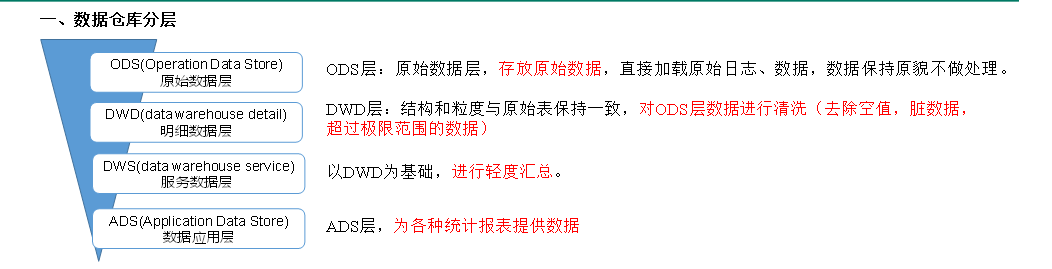 一、数据仓库分层
ODS(Operation Data Store)
原始数据层
ODS层：原始数据层，存放原始数据，直接加载原始日志、数据，数据保持原貌不做处理。
DWD(data warehouse detail)
明细数据层
DWD层：结构和粒度与原始表保持一致，对ODS层数据进行清洗（去除空值，脏数据，
超过极限范围的数据）
DWS(data warehouse service)
服务数据层
以DWD为基础，进行轻度汇总。
ADS(Application Data Store)
数据应用层
ADS层，为各种统计报表提供数据